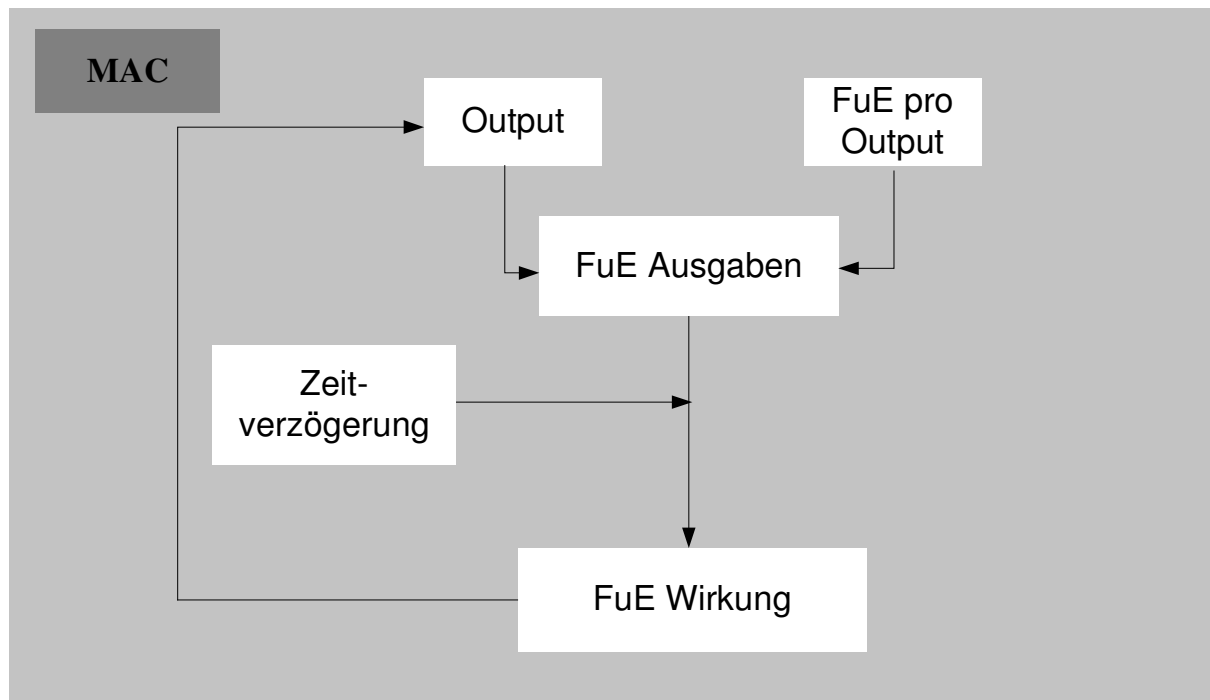 MAC
Output
FuE pro
Output
FuE Ausgaben
Zeit-
verzögerung
FuE Wirkung